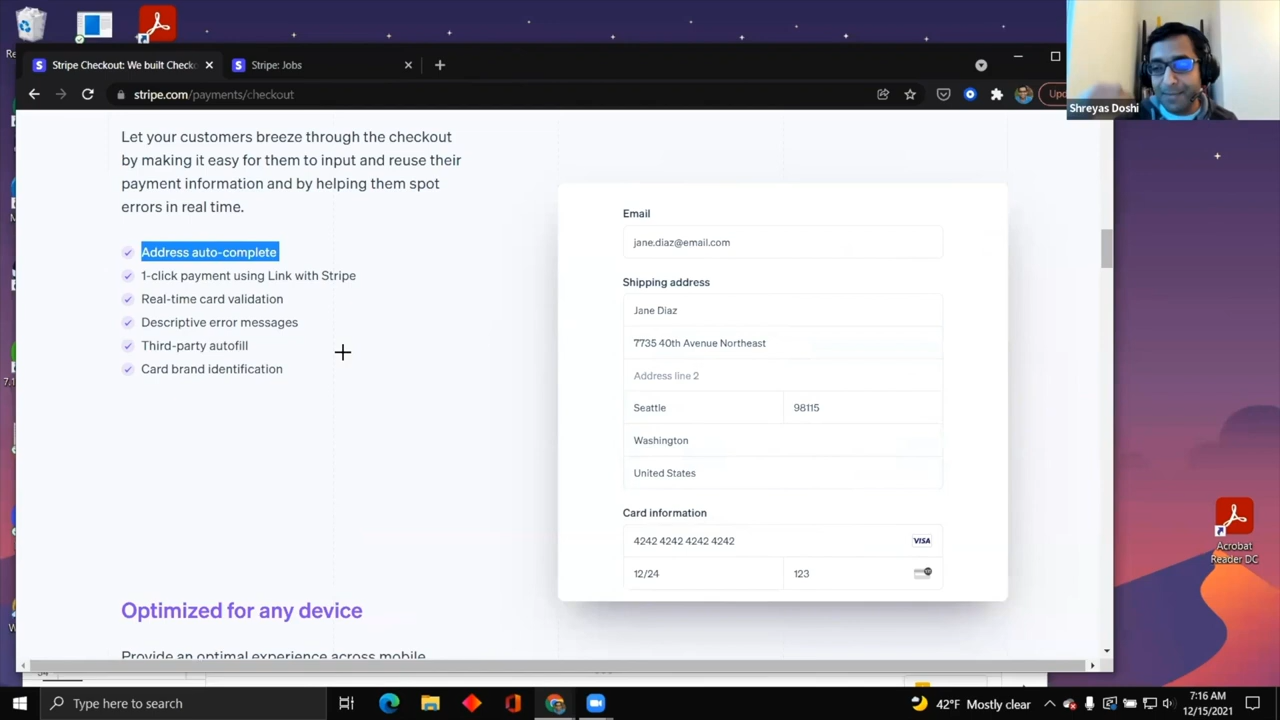 Stripe Checkout: We built Check
Stripe: Jobs
stripe.com/payments/checkout
Shreyas Doshi
Let your customers breeze through the checkout
by making it easy for them to input and reuse their
payment information and by helping them spot
errors in real time.
Address auto-complete
1-click payment using Link with Stripe
Real-time card validation
Descriptive error messages
Third-party autofill
Card brand identification
Optimized for any device
Provide an optimal experience across mobile,
Email
jane.diaz@email.com
Shipping address
Jane Diaz
7735 40th Avenue Northeast
Address line 2
Seattle 98115
Washington
United States
Card information
4242 4242 4242 4242 VISA
12/24 123
Acrobat
Reader DC
Type here to search
42°F Mostly clear
7:16 AM
12/15/2021